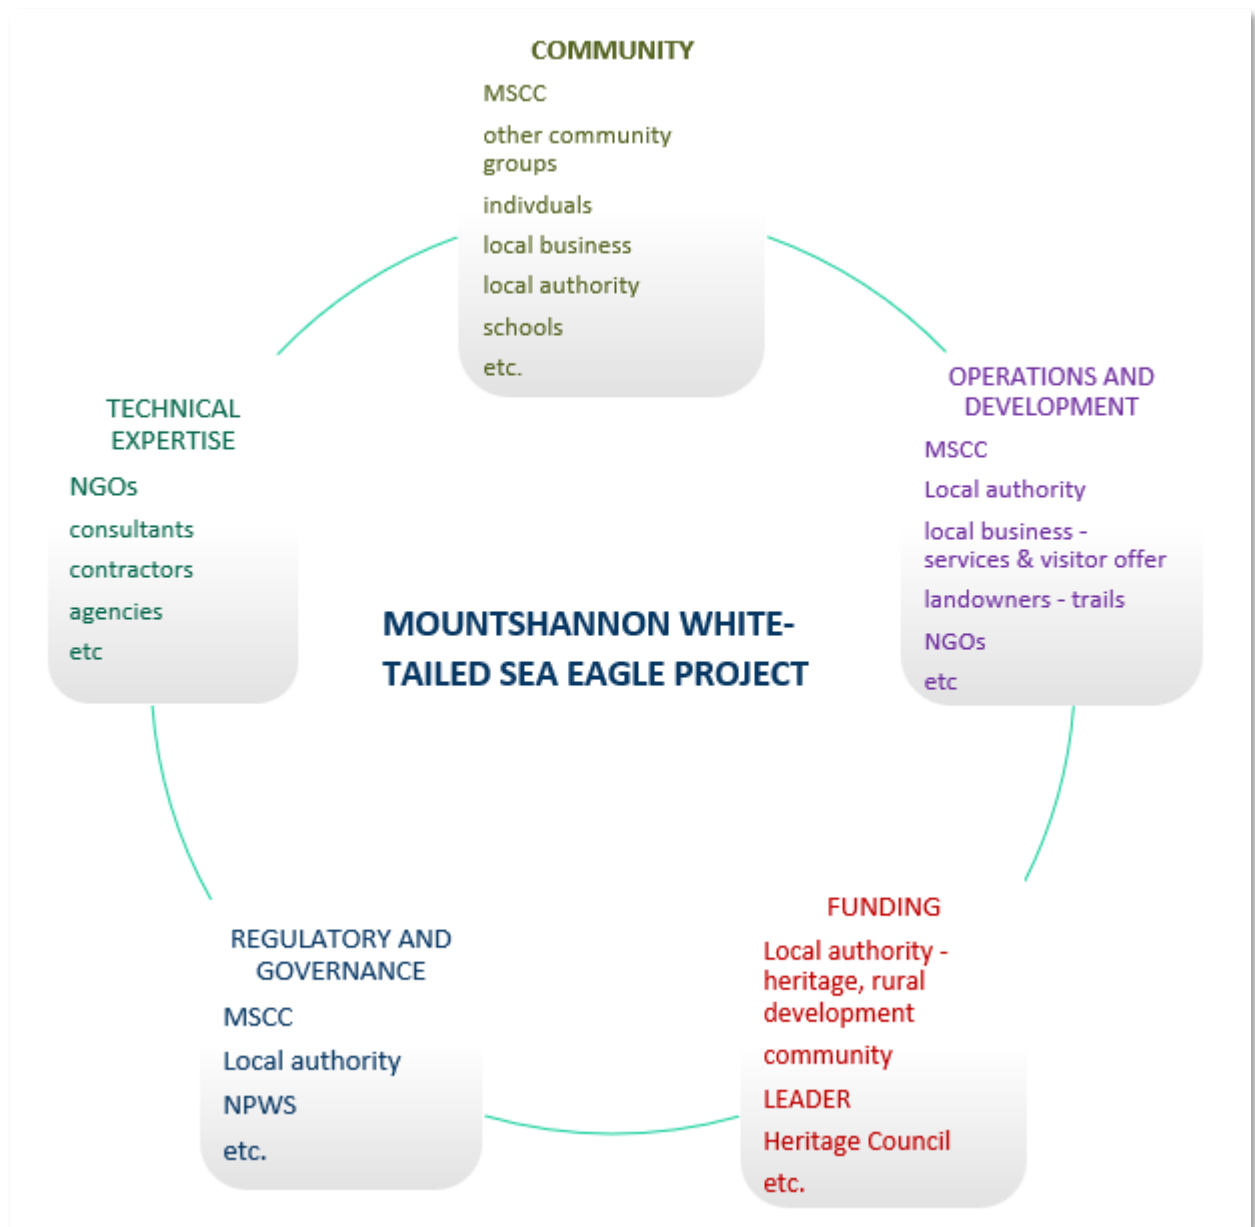 COMMUNITY
MSCC
other community
groups
indivduals
local business
local authority
schools
etc.
OPERATIONS AND
DEVELOPMENT
MSCC
Local authority
local business -
services & visitor offer
landowners - trails
NGOs
etc
FUNDING
Local authority -
heritage, rural
development
community
LEADER
Heritage Council
etc.
REGULATORY AND
GOVERNANCE
MSCC
Local authority
NPWS
etc.
TECHNICAL
EXPERTISE
NGOs
consultants
contractors
agencies
etc
MOUNTSHANNON WHITE-
TAILED SEA EAGLE PROJECT